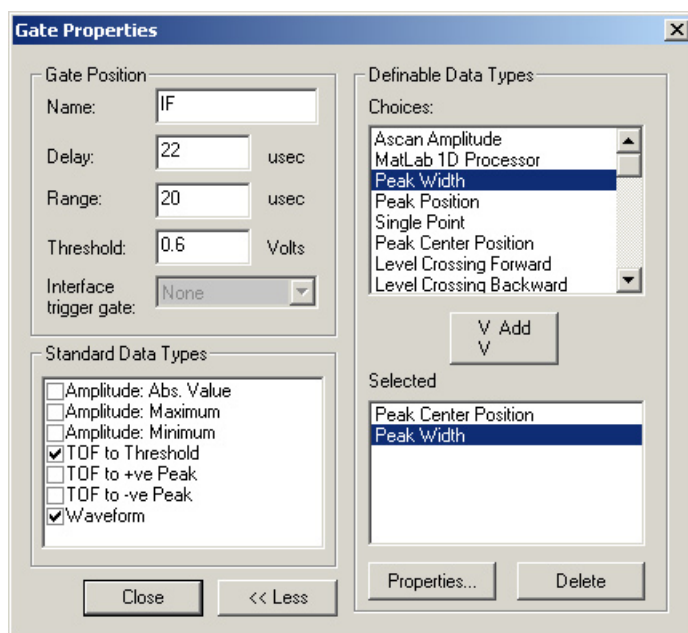 Gate Properties
Gate Position
Name: IF
Delay: 22 usec
Range: 20 usec
Threshold: 0.6 Volts
Interface
trigger gate: None
Standard Data Types
Amplitude: Abs. Value
Amplitude: Maximum
Amplitude: Minimum
TOF to Threshold
TOF to +ve Peak
TOF to -ve Peak
Waveform
Close
<< Less
Definable Data Types
Choices:
Ascan Amplitude
MatLab 1D Processor
Peak Width
Peak Position
Single Point
Peak Center Position
Level Crossing Forward
Level Crossing Backward
V Add
V
Selected
Peak Center Position
Peak Width
Properties...
Delete